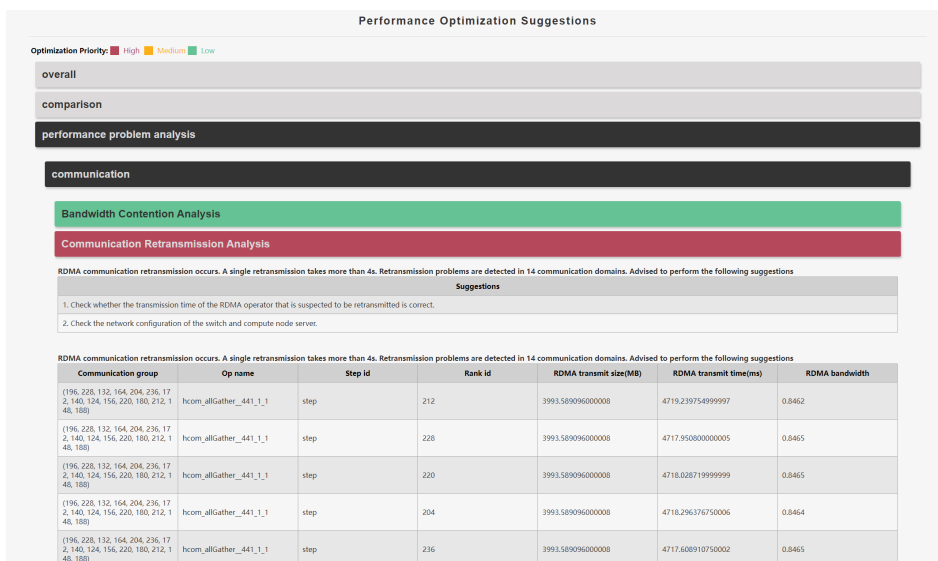 Performance Optimization Suggestions
Optimization Priority: High Medium Low
overall
comparison
performance problem analysis
communication
Bandwidth Contention Analysis
Communication Retransmission Analysis
RDMA communication retransmission occurs. A single retransmission takes more than 4s. Retransmission problems are detected in 14 communication domains. Advised to perform the following suggestions
Suggestions
1. Check whether the transmission time of the RDMA operator that is suspected to be retransmitted is correct.
2. Check the network configuration of the switch and compute node server.
RDMA communication retransmission occurs. A single retransmission takes more than 4s. Retransmission problems are detected in 14 communication domains. Advised to perform the following suggestions
Communication group Op name Step id Rank id RDMA transmit size(MB) RDMA transmit time(ms) RDMA bandwidth
(196, 228, 132, 164, 204, 236, 17
2, 140, 124, 156, 220, 180, 212, 1 hcom_allGather__441_1_1 step 212 3993.589096000008 4719.239754999997 0.8462
48, 188)
(196, 228, 132, 164, 204, 236, 17
2, 140, 124, 156, 220, 180, 212, 1 hcom_allGather__441_1_1 step 228 3993.589096000008 4717.950800000005 0.8465
48, 188)
(196, 228, 132, 164, 204, 236, 17
2, 140, 124, 156, 220, 180, 212, 1 hcom_allGather__441_1_1 step 220 3993.589096000008 4718.028719999999 0.8465
48, 188)
(196, 228, 132, 164, 204, 236, 17
2, 140, 124, 156, 220, 180, 212, 1 hcom_allGather__441_1_1 step 204 3993.589096000008 4718.296376750006 0.8464
48, 188)
(196, 228, 132, 164, 204, 236, 17
2, 140, 124, 156, 220, 180, 212, 1 hcom_allGather__441_1_1 step 236 3993.589096000008 4717.608910750002 0.8465
48, 188)